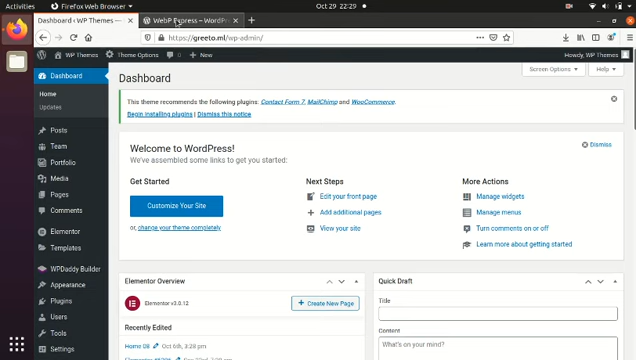 Activities
Firefox Web Browser
Oct 29 22:29
Dashboard ‹ WP Themes —
WebP Express – WordPr
https://greeto.ml/wp-admin/
WP Themes
Theme Options
0
New
Howdy, WP Themes
Dashboard
Home
Updates
Posts
Team
Portfolio
Media
Pages
Comments
Elementor
Templates
WPDaddy Builder
Appearance
Plugins
Users
Tools
Settings
Screen Options
Help
Dashboard
This theme recommends the following plugins: Contact Form 7, MailChimp and WooCommerce.
Begin installing plugins | Dismiss this notice
Welcome to WordPress!
Dismiss
We've assembled some links to get you started:
Get Started
Customize Your Site
or, change your theme completely
Next Steps
Edit your front page
Add additional pages
View your site
More Actions
Manage widgets
Manage menus
Turn comments on or off
Learn more about getting started
Elementor Overview
Elementor v3.0.12
Create New Page
Recently Edited
Home 08
Oct 6th, 3:29 pm
Quick Draft
Title
Content
What's on your mind?